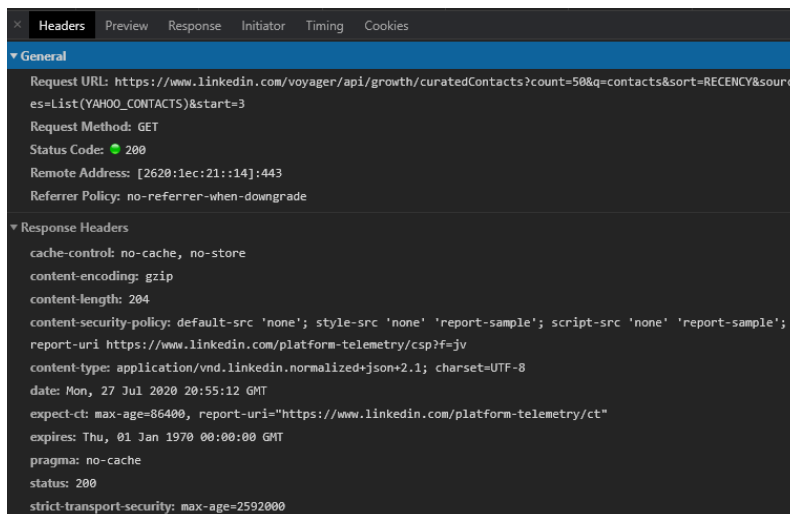 × Headers Preview Response Initiator Timing Cookies
▼ General
Request URL: https://www.linkedin.com/voyager/api/growth/curatedContacts?count=50&q=contacts&sort=RECENCY&sourc
es=List(YAHOO_CONTACTS)&start=3
Request Method: GET
Status Code: 200
Remote Address: [2620:1ec:21::14]:443
Referrer Policy: no-referrer-when-downgrade
▼ Response Headers
cache-control: no-cache, no-store
content-encoding: gzip
content-length: 204
content-security-policy: default-src 'none'; style-src 'none' 'report-sample'; script-src 'none' 'report-sample';
report-uri https://www.linkedin.com/platform-telemetry/csp?f=jv
content-type: application/vnd.linkedin.normalized+json+2.1; charset=UTF-8
date: Mon, 27 Jul 2020 20:55:12 GMT
expect-ct: max-age=86400, report-uri="https://www.linkedin.com/platform-telemetry/ct"
expires: Thu, 01 Jan 1970 00:00:00 GMT
pragma: no-cache
status: 200
strict-transport-security: max-age=2592000